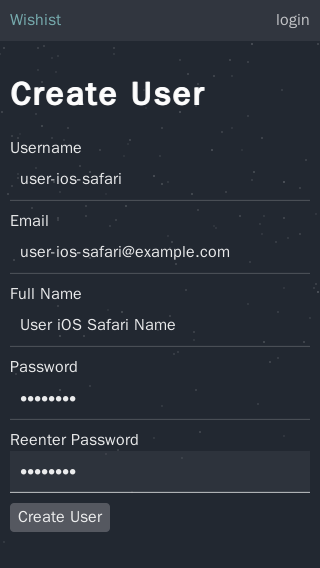 Wishist login
Create User
Username
user-ios-safari
Email
user-ios-safari@example.com
Full Name
User iOS Safari Name
Password
••••••••
Reenter Password
••••••••
Create User